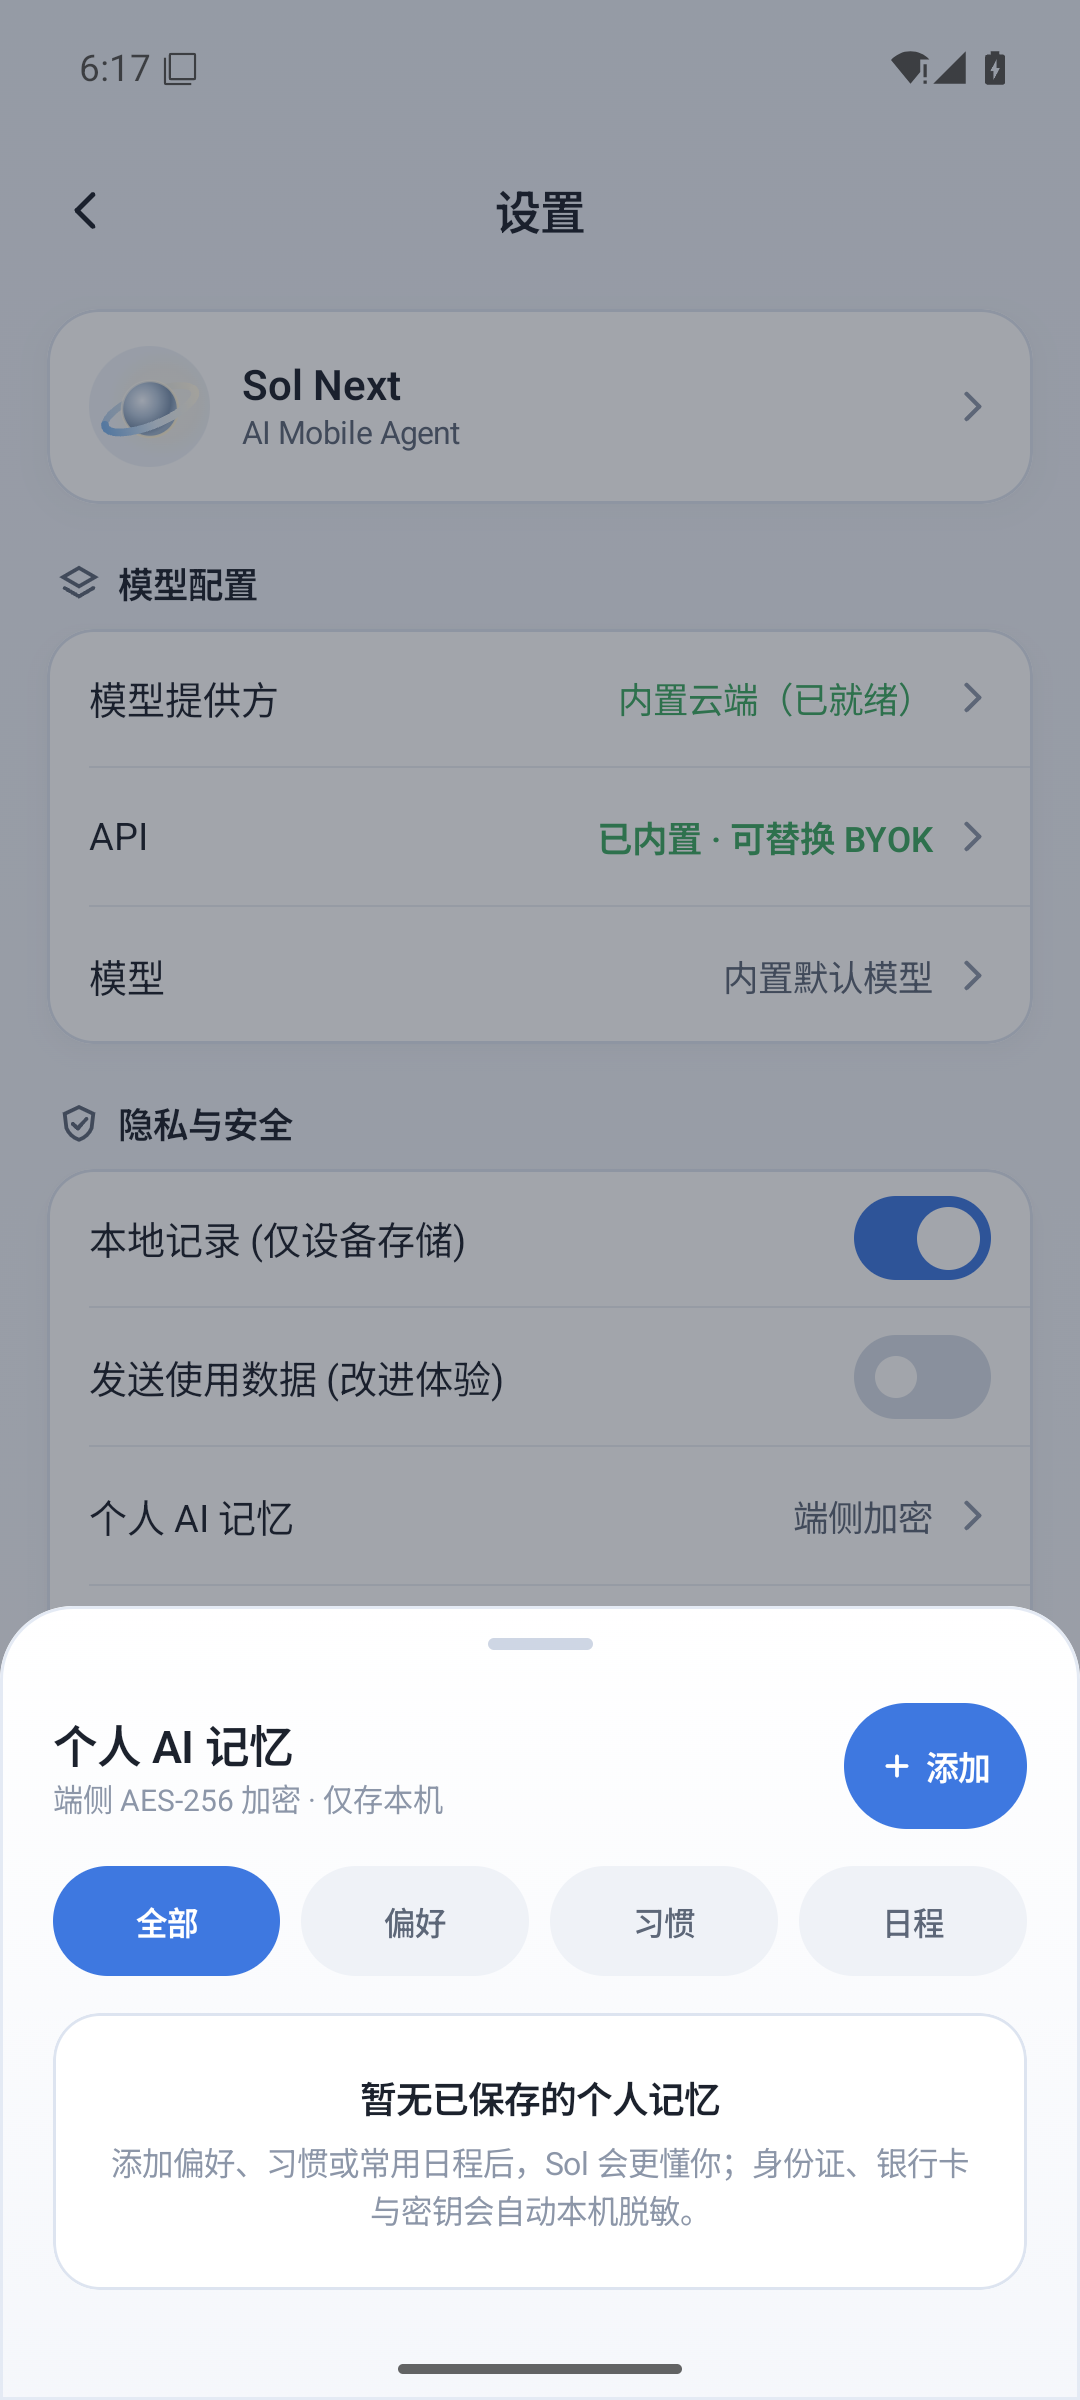 6:17
设置
Sol Next
AI Mobile Agent
模型配置
模型提供方
内置云端（已就绪）
API
已内置 · 可替换 BYOK
模型
内置默认模型
隐私与安全
本地记录 (仅设备存储)
发送使用数据 (改进体验)
个人 AI 记忆
端侧加密
个人 AI 记忆
端侧 AES-256 加密 · 仅存本机
+ 添加
全部
偏好
习惯
日程
暂无已保存的个人记忆
添加偏好、习惯或常用日程后，Sol 会更懂你；身份证、银行卡
与密钥会自动本机脱敏。